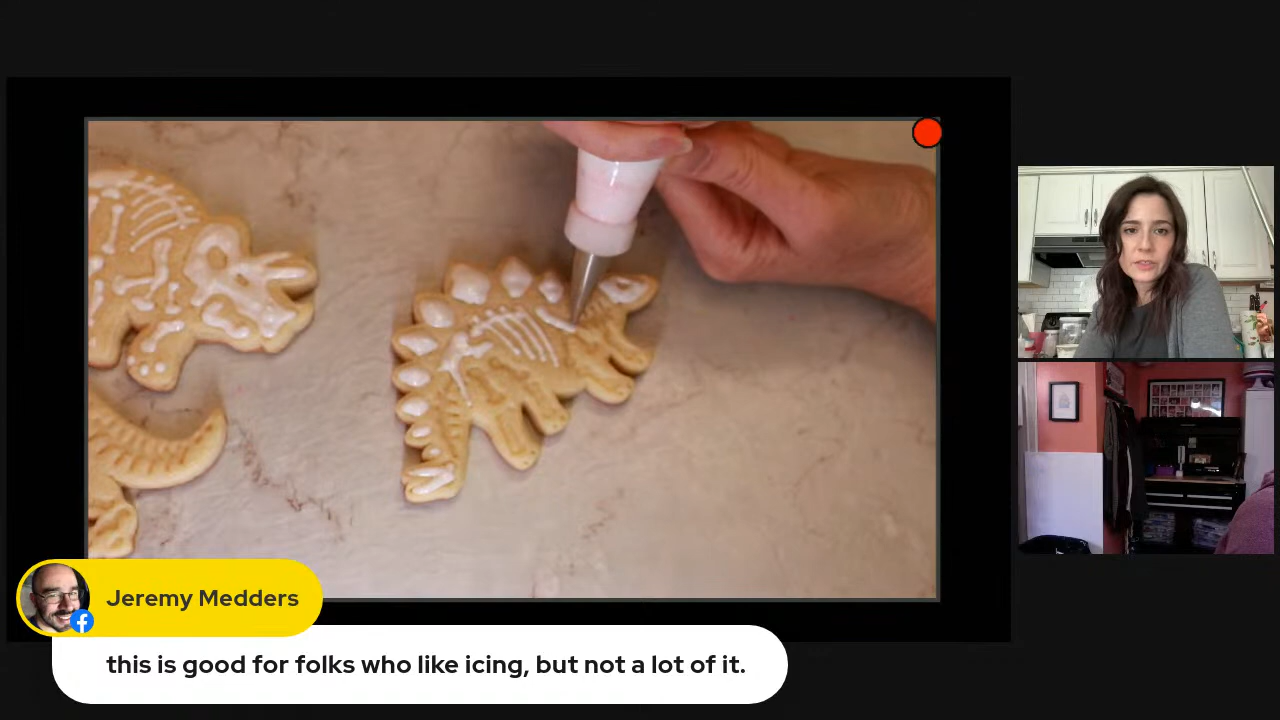 Jeremy Medders
this is good for folks who like icing, but not a lot of it.